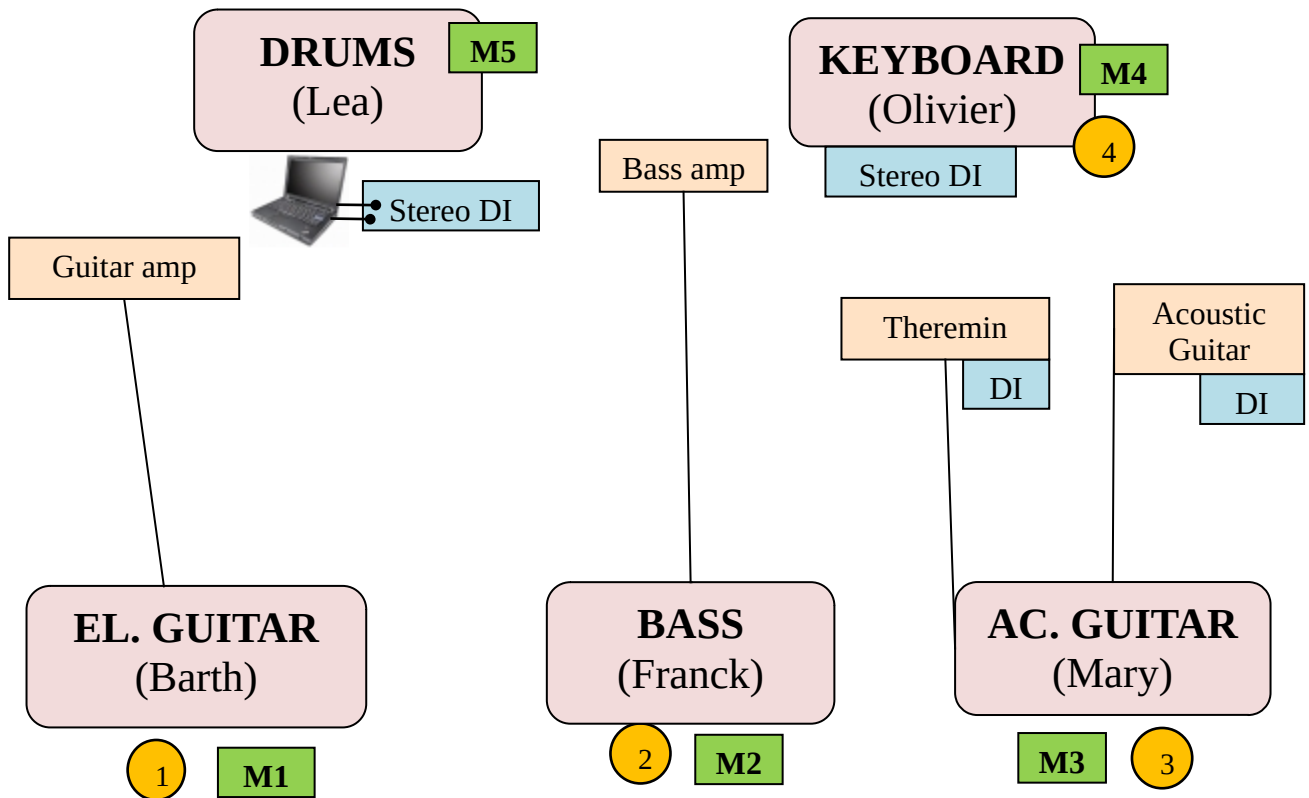 DRUMS
(Lea)
M5
KEYBOARD
(Olivier)
M4
4
Stereo DI
Bass amp
Stereo DI
Guitar amp
Theremin
DI
Acoustic
Guitar
DI
EL. GUITAR
(Barth)
1
M1
BASS
(Franck)
2
M2
AC. GUITAR
(Mary)
M3
3